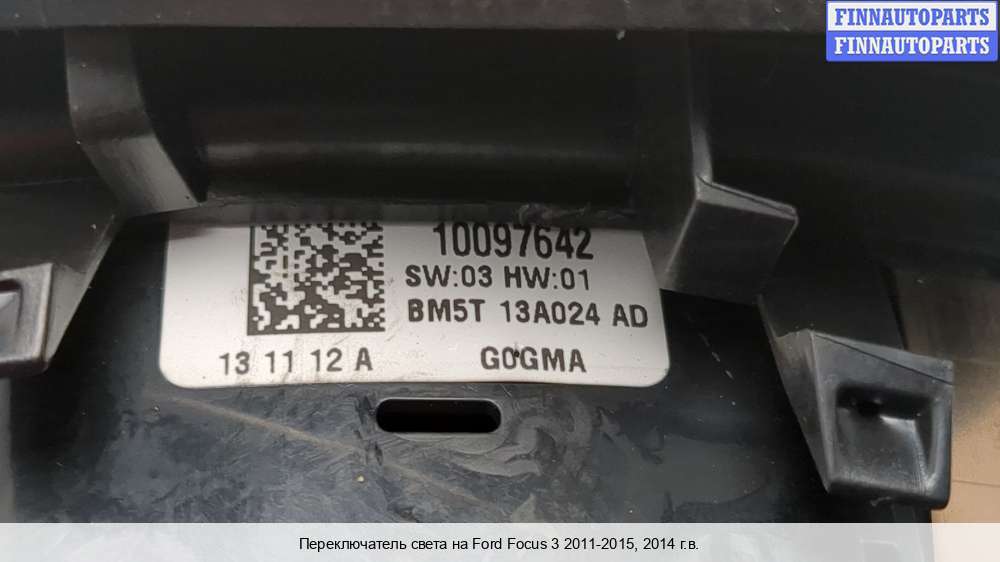 FINNAUTOPARTS
FINNAUTOPARTS
10097642
SW:03 HW:01
BM5T 13A024 AD
13 11 12 A
GOGMA
Переключатель света на Ford Focus 3 2011-2015, 2014 г.в.